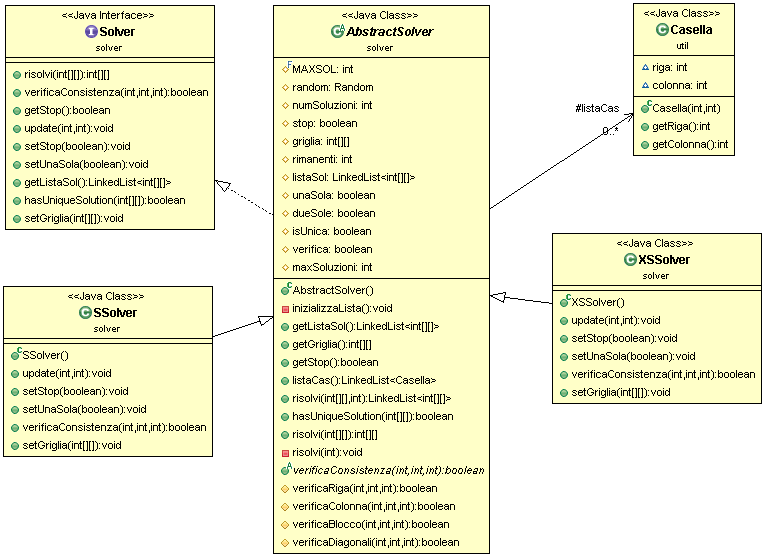 <<Java Interface>>
Solver
solver
risolvi(int[][]):int[][]
verificaConsistenza(int,int,int):boolean
getStop():boolean
update(int,int):void
setStop(boolean):void
setUnaSola(boolean):void
getListaSol():LinkedList<int[][]>
hasUniqueSolution(int[][]):boolean
setGriglia(int[][]):void
<<Java Class>>
SSolver
solver
SSolver()
update(int,int):void
setStop(boolean):void
setUnaSola(boolean):void
verificaConsistenza(int,int,int):boolean
setGriglia(int[][]):void
<<Java Class>>
AbstractSolver
solver
MAXSOL: int
random: Random
numSoluzioni: int
stop: boolean
griglia: int[][]
rimanenti: int
listaSol: LinkedList<int[][]>
unaSola: boolean
dueSole: boolean
isUnica: boolean
verifica: boolean
maxSoluzioni: int
AbstractSolver()
inizializzaLista():void
getListaSol():LinkedList<int[][]>
getGriglia():int[][]
getStop():boolean
listaCas():LinkedList<Casella>
risolvi(int[][],int):LinkedList<int[][]>
hasUniqueSolution(int[][]):boolean
risolvi(int[][]):int[][]
risolvi(int):void
verificaConsistenza(int,int,int):boolean
verificaRiga(int,int,int):boolean
verificaColonna(int,int,int):boolean
verificaBlocco(int,int,int):boolean
verificaDiagonali(int,int,int):boolean
#listaCas
0..*
<<Java Class>>
Casella
util
riga: int
colonna: int
Casella(int,int)
getRiga():int
getColonna():int
<<Java Class>>
XSSolver
solver
XSSolver()
update(int,int):void
setStop(boolean):void
setUnaSola(boolean):void
verificaConsistenza(int,int,int):boolean
setGriglia(int[][]):void